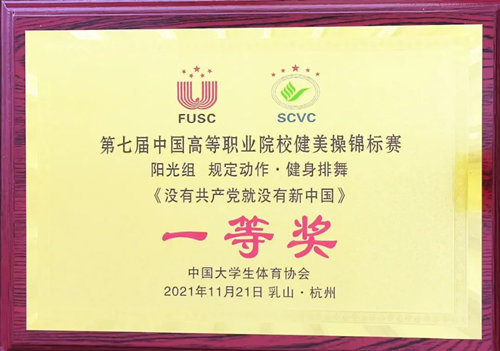 FUSC SCVC
第七届中国高等职业院校健美操锦标赛
阳光组 规定动作·健身排舞
《没有共产党就没有新中国》
一等奖
中国大学生体育协会
2021年11月21日 乳山·杭州